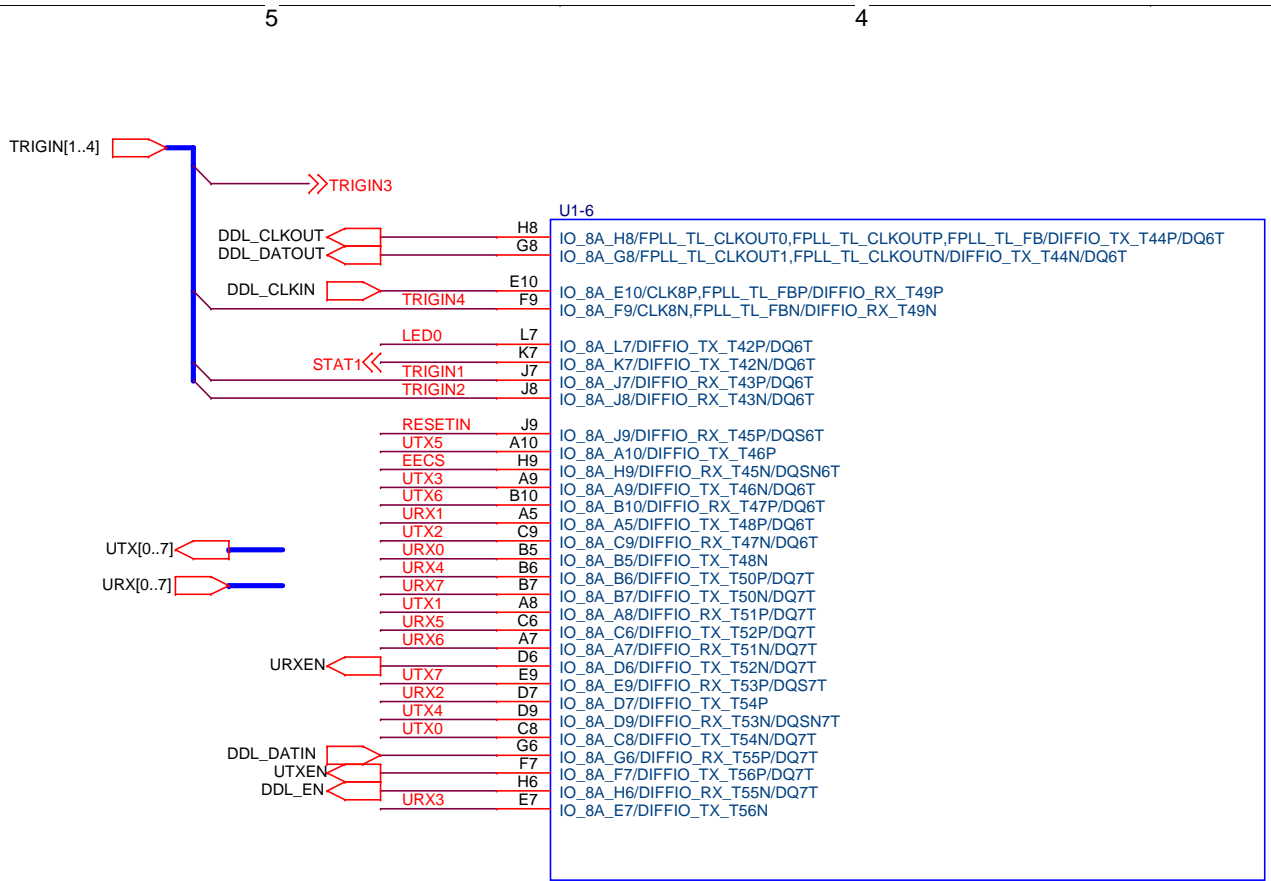 5 4
TRIGIN[1..4]
TRIGIN3
U1-6
DDL_CLKOUT H8 IO_8A_H8/FPLL_TL_CLKOUT0,FPLL_TL_CLKOUTP,FPLL_TL_FB/DIFFIO_TX_T44P/DQ6T
DDL_DATOUT G8 IO_8A_G8/FPLL_TL_CLKOUT1,FPLL_TL_CLKOUTN/DIFFIO_TX_T44N/DQ6T
DDL_CLKIN E10 IO_8A_E10/CLK8P,FPLL_TL_FBP/DIFFIO_RX_T49P
TRIGIN4 F9 IO_8A_F9/CLK8N,FPLL_TL_FBN/DIFFIO_RX_T49N
LED0 L7 IO_8A_L7/DIFFIO_TX_T42P/DQ6T
STAT1 K7 IO_8A_K7/DIFFIO_TX_T42N/DQ6T
TRIGIN1 J7 IO_8A_J7/DIFFIO_RX_T43P/DQ6T
TRIGIN2 J8 IO_8A_J8/DIFFIO_RX_T43N/DQ6T
RESETIN J9 IO_8A_J9/DIFFIO_RX_T45P/DQS6T
UTX5 A10 IO_8A_A10/DIFFIO_TX_T46P
EECS H9 IO_8A_H9/DIFFIO_RX_T45N/DQSN6T
UTX3 A9 IO_8A_A9/DIFFIO_TX_T46N/DQ6T
UTX6 B10 IO_8A_B10/DIFFIO_RX_T47P/DQ6T
URX1 A5 IO_8A_A5/DIFFIO_TX_T48P/DQ6T
UTX2 C9 IO_8A_C9/DIFFIO_RX_T47N/DQ6T
UTX[0..7] URX0 B5 IO_8A_B5/DIFFIO_TX_T48N
URX4 B6 IO_8A_B6/DIFFIO_TX_T50P/DQ7T
URX[0..7] URX7 B7 IO_8A_B7/DIFFIO_TX_T50N/DQ7T
UTX1 A8 IO_8A_A8/DIFFIO_RX_T51P/DQ7T
URX5 C6 IO_8A_C6/DIFFIO_TX_T52P/DQ7T
URX6 A7 IO_8A_A7/DIFFIO_RX_T51N/DQ7T
URXEN D6 IO_8A_D6/DIFFIO_TX_T52N/DQ7T
UTX7 E9 IO_8A_E9/DIFFIO_RX_T53P/DQS7T
URX2 D7 IO_8A_D7/DIFFIO_TX_T54P
UTX4 D9 IO_8A_D9/DIFFIO_RX_T53N/DQSN7T
UTX0 C8 IO_8A_C8/DIFFIO_TX_T54N/DQ7T
DDL_DATIN G6 IO_8A_G6/DIFFIO_RX_T55P/DQ7T
UTXEN F7 IO_8A_F7/DIFFIO_TX_T56P/DQ7T
DDL_EN H6 IO_8A_H6/DIFFIO_RX_T55N/DQ7T
URX3 E7 IO_8A_E7/DIFFIO_TX_T56N